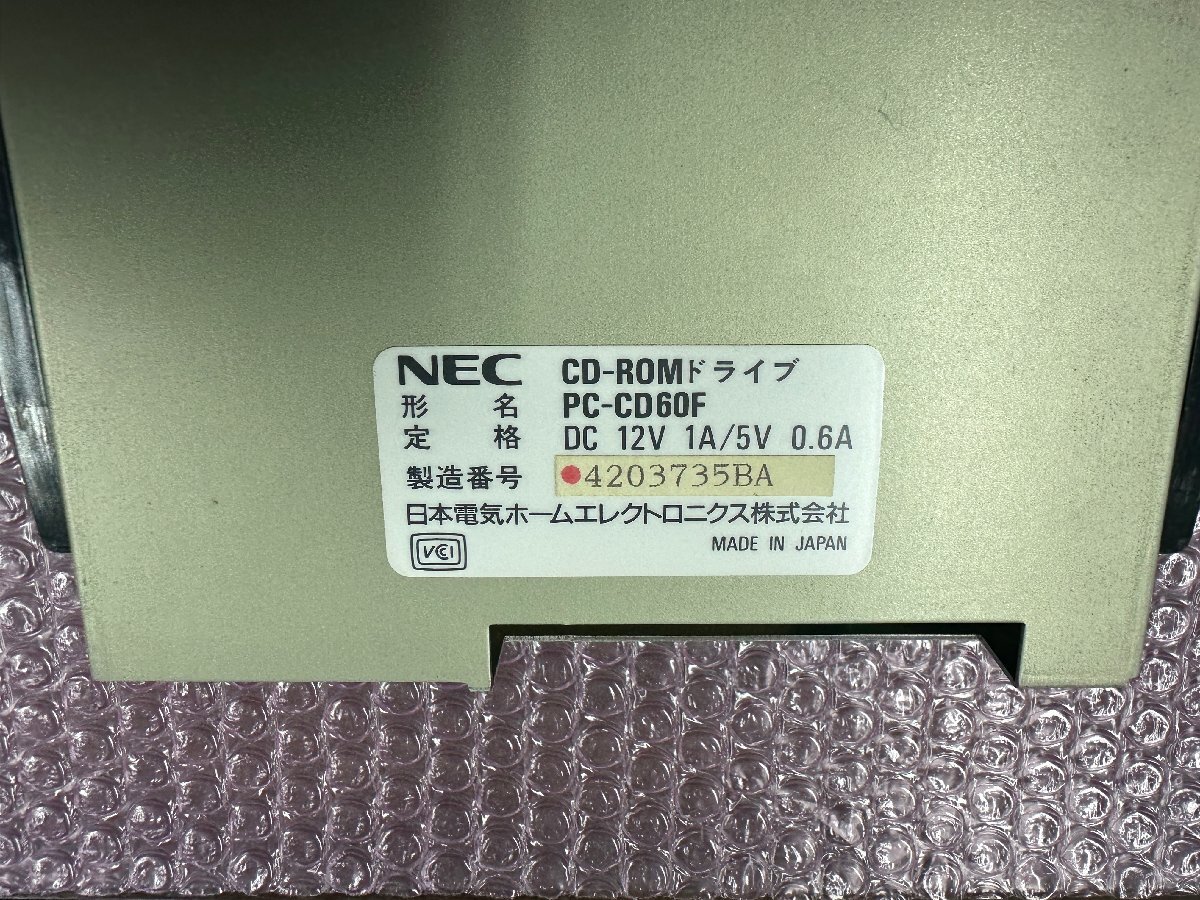 NEC CD-ROMドライブ
形名 PC-CD60F
定格 DC 12V 1A/5V 0.6A
製造番号 4203735BA
日本電気ホームエレクトロニクス株式会社
VCCI MADE IN JAPAN